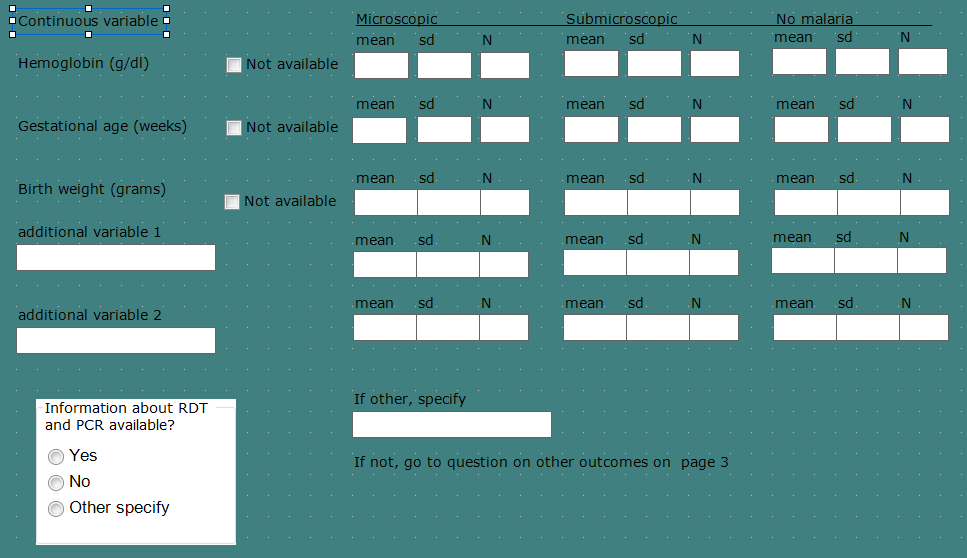 Continuous variable Microscopic Submicroscopic No malaria
mean sd N mean sd N mean sd N
Hemoglobin (g/dl) Not available
mean sd N mean sd N mean sd N
Gestational age (weeks) Not available
mean sd N mean sd N mean sd N
Birth weight (grams) Not available
additional variable 1
mean sd N mean sd N mean sd N
mean sd N mean sd N mean sd N
additional variable 2
If other, specify
Information about RDT
and PCR available?
Yes
If not, go to question on other outcomes on page 3
No
Other specify